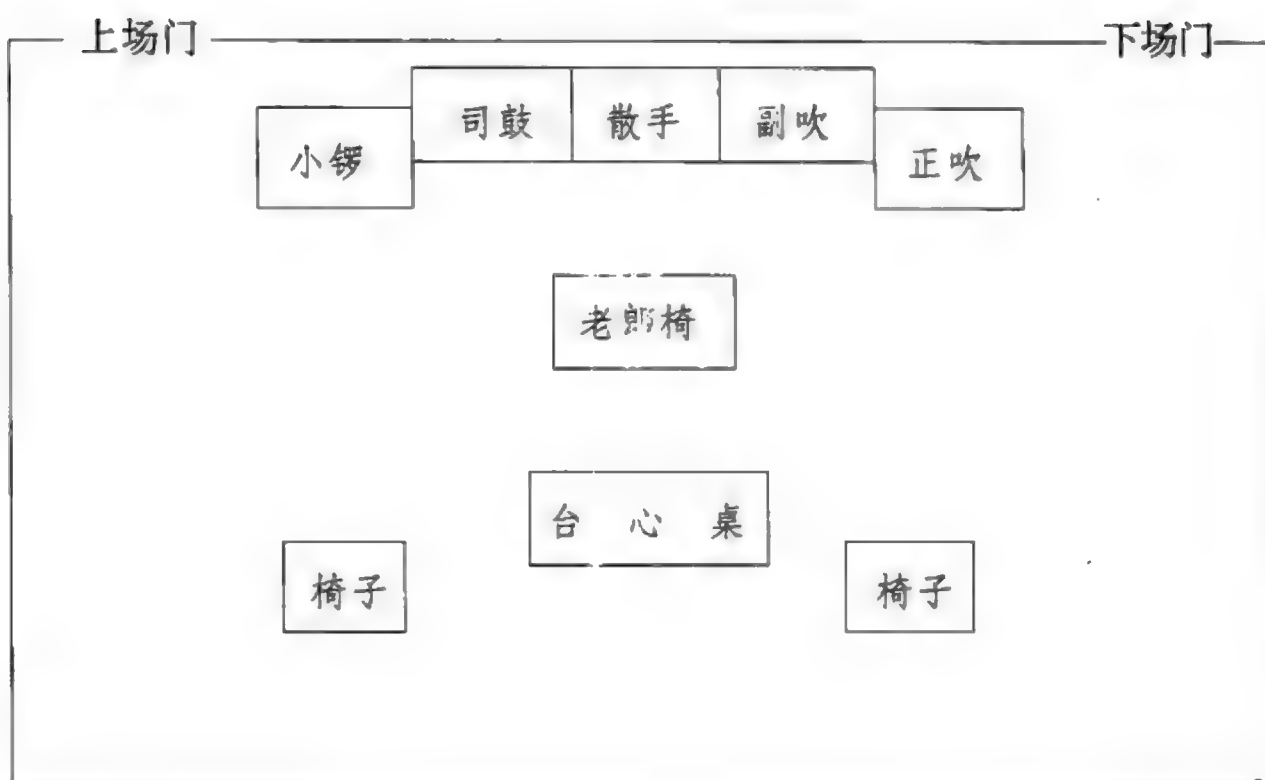 上场门 下场门
司鼓 散手 副吹
小锣 正吹
老郎椅
台心桌
椅子 椅子